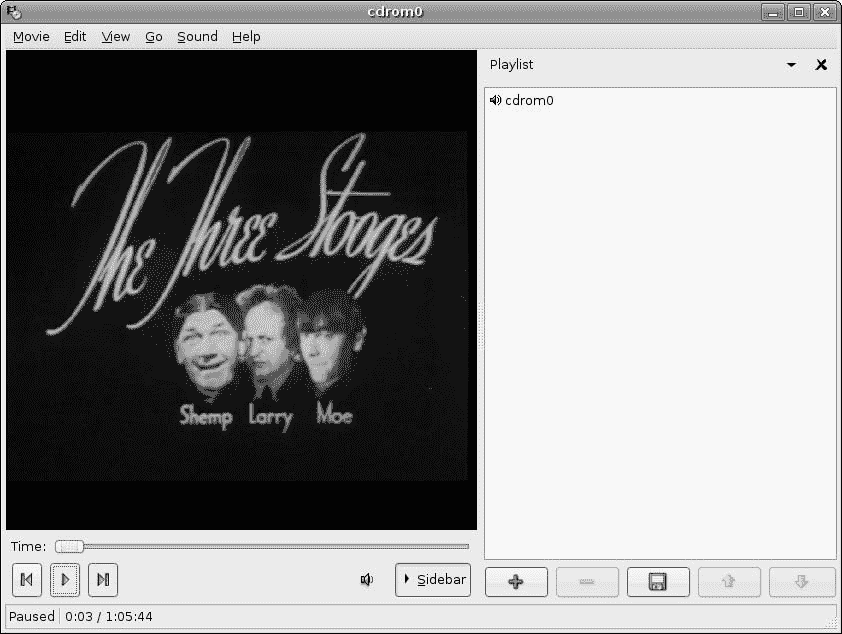 cdrom0
Movie Edit View Go Sound Help
Playlist
cdrom0
The Three Stooges
Shemp Larry Moe
Time:
Sidebar
Paused 0:03 / 1:05:44